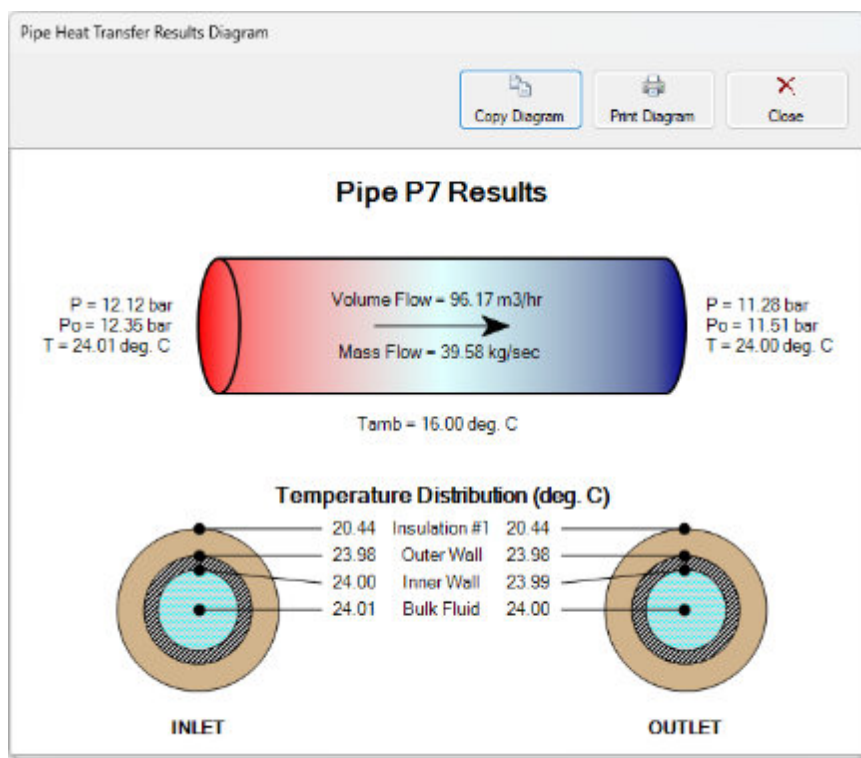 Pipe Heat Transfer Results Diagram
Copy Diagram
Print Diagram
Close
Pipe P7 Results
P = 12.12 bar
Po = 12.35 bar
T = 24.01 deg. C
Volume Flow = 96.17 m3/hr
Mass Flow = 39.58 kg/sec
P = 11.28 bar
Po = 11.51 bar
T = 24.00 deg. C
Tamb = 16.00 deg. C
Temperature Distribution (deg. C)
20.44 Insulation #1 20.44
23.98 Outer Wall 23.98
24.00 Inner Wall 23.99
24.01 Bulk Fluid 24.00
INLET
OUTLET